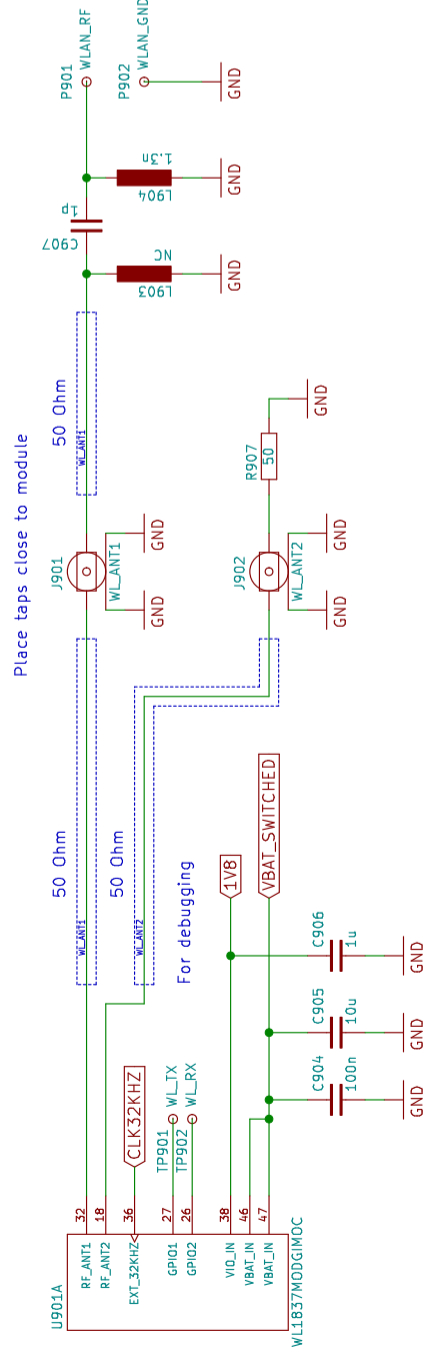 Place taps close to module
U901A
RF_ANT1
32
50 Ohm
WL_ANT1
J901
WL_ANT1
GND
GND
50 Ohm
WL_ANT1
L903
NC
GND
C907
1p
L904
1.3n
GND
P901
WLAN_RF
P902
WLAN_GND
GND
RF_ANT2
18
50 Ohm
WL_ANT2
J902
WL_ANT2
GND
GND
R907
50
GND
EXT_32KHZ
36
CLK32KHZ
For debugging
GPIO1
27
TP901
WL_TX
GPIO2
26
TP902
WL_RX
VIO_IN
38
1V8
VBAT_IN
46
VBAT_IN
47
VBAT_SWITCHED
C904
100n
GND
C905
10u
GND
C906
1u
GND
WL1837MODGIMOC